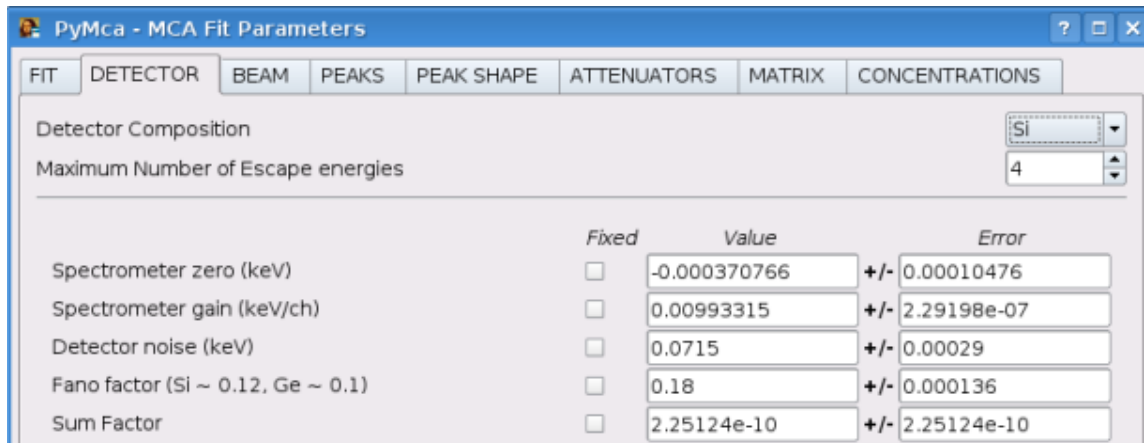 PyMca - MCA Fit Parameters ?
FIT DETECTOR BEAM PEAKS PEAK SHAPE ATTENUATORS MATRIX CONCENTRATIONS
Detector Composition Si
Maximum Number of Escape energies 4
Fixed Value Error
Spectrometer zero (keV) -0.000370766 +/- 0.00010476
Spectrometer gain (keV/ch) 0.00993315 +/- 2.29198e-07
Detector noise (keV) 0.0715 +/- 0.00029
Fano factor (Si ~ 0.12, Ge ~ 0.1) 0.18 +/- 0.000136
Sum Factor 2.25124e-10 +/- 2.25124e-10